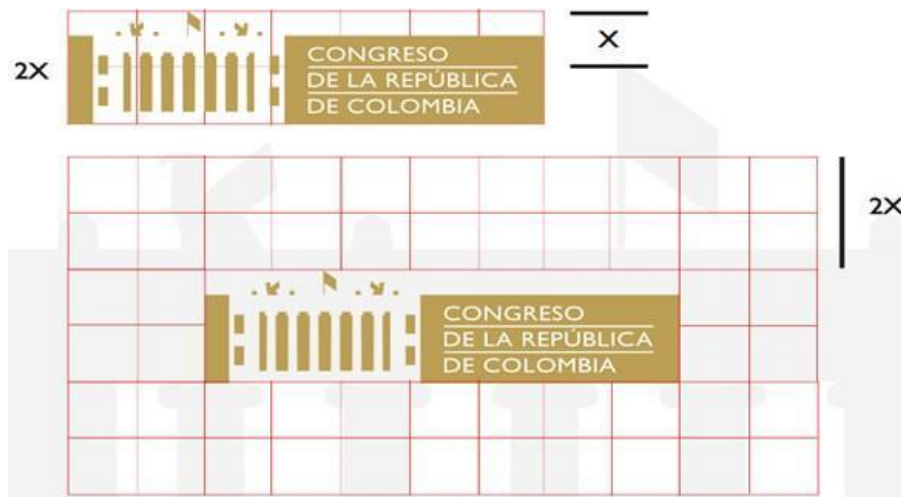 CONGRESO
DE LA REPÚBLICA
DE COLOMBIA
X
2X
2X
CONGRESO
DE LA REPÚBLICA
DE COLOMBIA